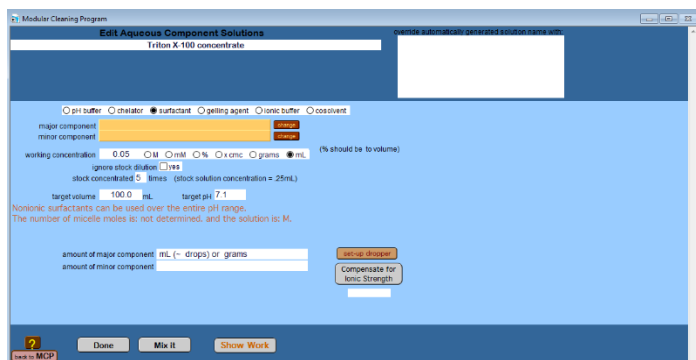 Modular Cleaning Program
Edit Aqueous Component Solutions
override automatically generated solution name with:
Triton X-100 concentrate
pH buffer chelator surfactant gelling agent ionic buffer cosolvent
major component change
minor component change
working concentration 0.05 M mM % x cmc grams mL (% should be to volume)
ignore stock dilution yes
stock concentrated 5 times (stock solution concentration = .25mL)
target volume 100.0 mL target pH 7.1
Nonionic surfactants can be used over the entire pH range.
The number of micelle moles is: not determined, and the solution is: M.
amount of major component mL (~ drops) or grams set-up dropper
amount of minor component Compensate for
Ionic Strength
? Done Mix it Show Work
back to MCP